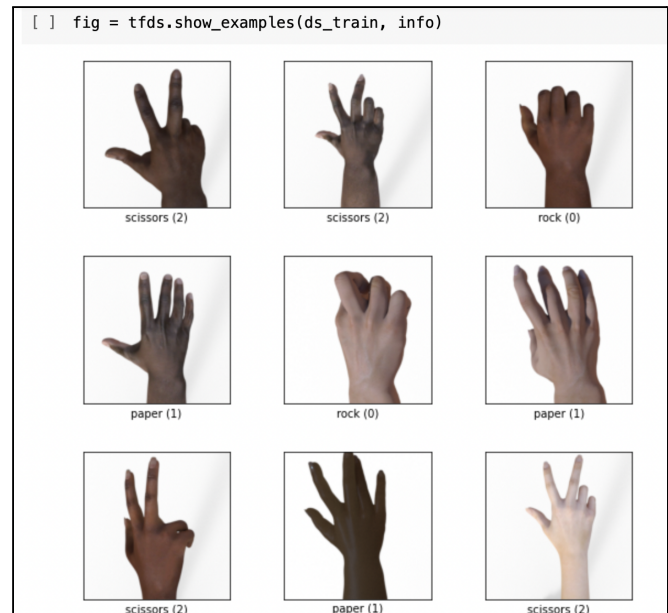 [ ] fig = tfds.show_examples(ds_train, info)
scissors (2) scissors (2) rock (0)
paper (1) rock (0) paper (1)
scissors (2) paper (1) scissors (2)